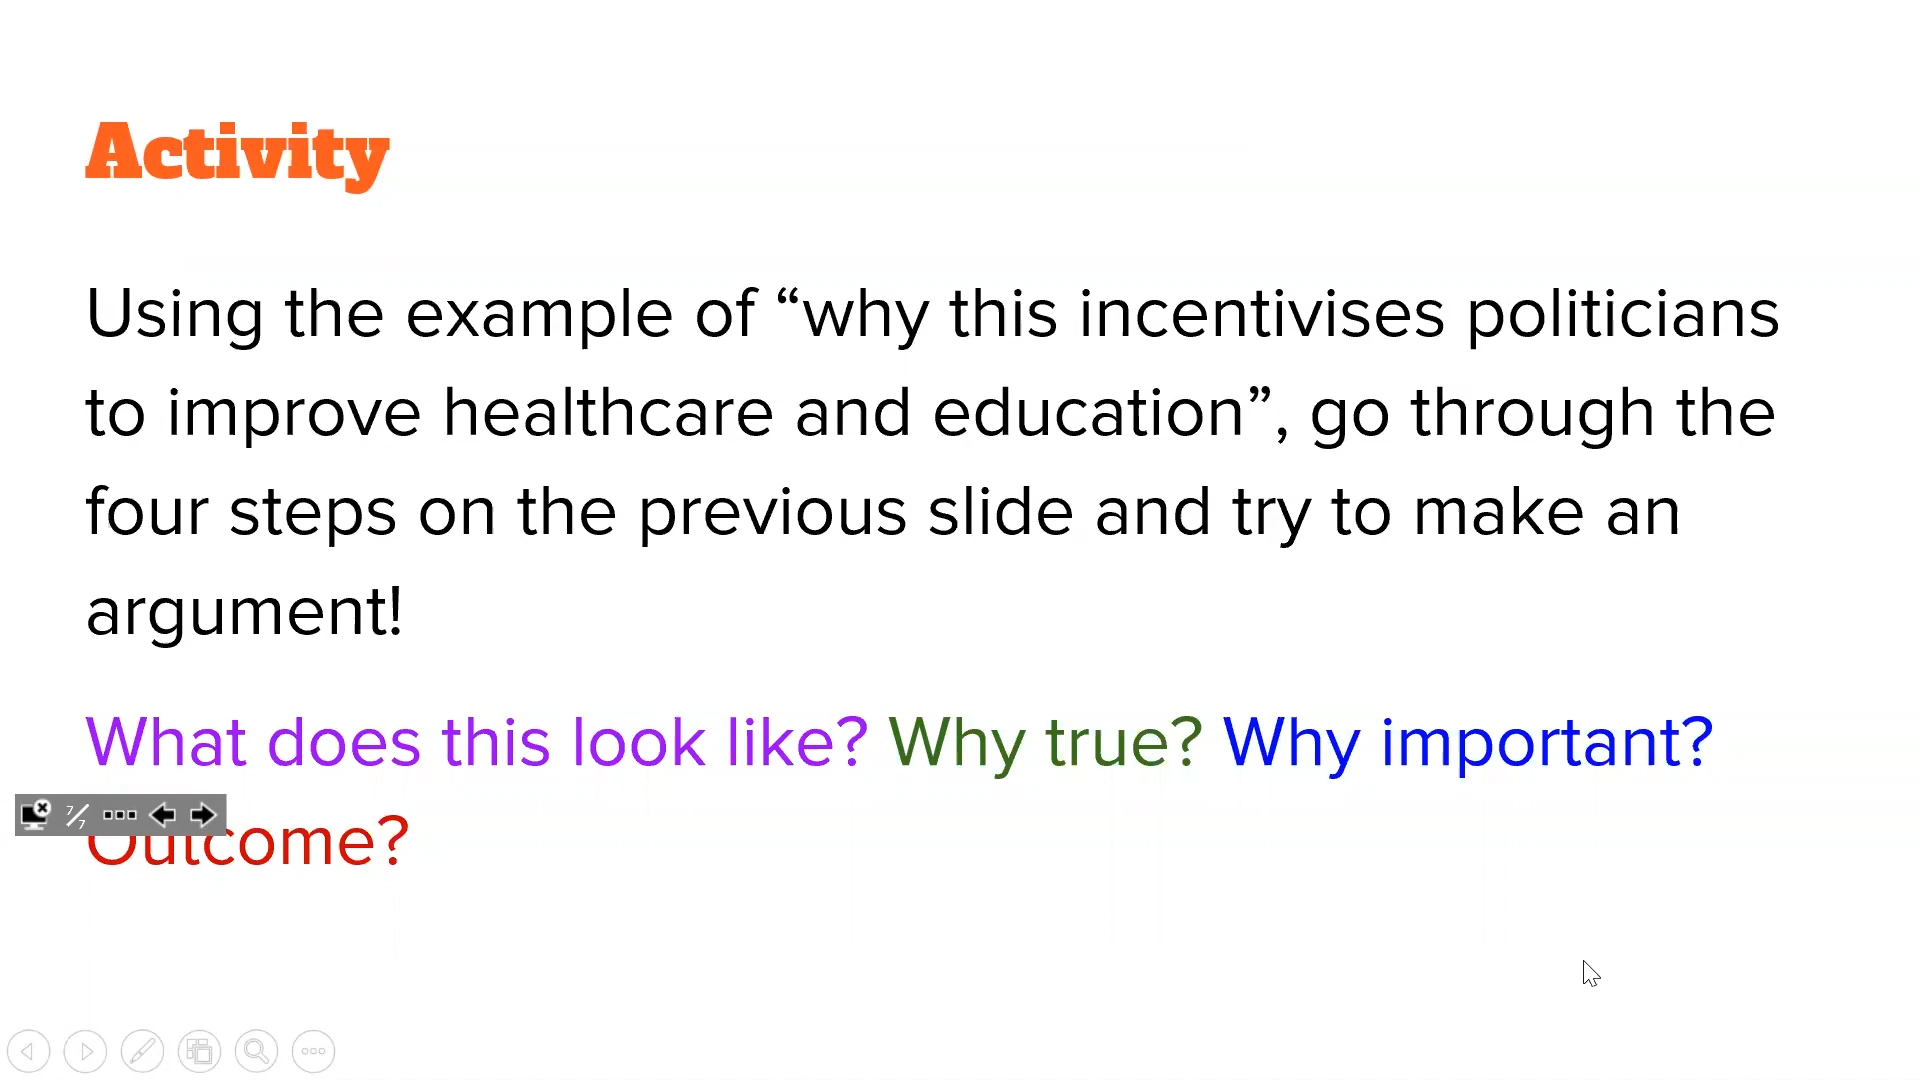 Activity
Using the example of “why this incentivises politicians
to improve healthcare and education”, go through the
four steps on the previous slide and try to make an
argument!
What does this look like? Why true? Why important?
7/7
Outcome?